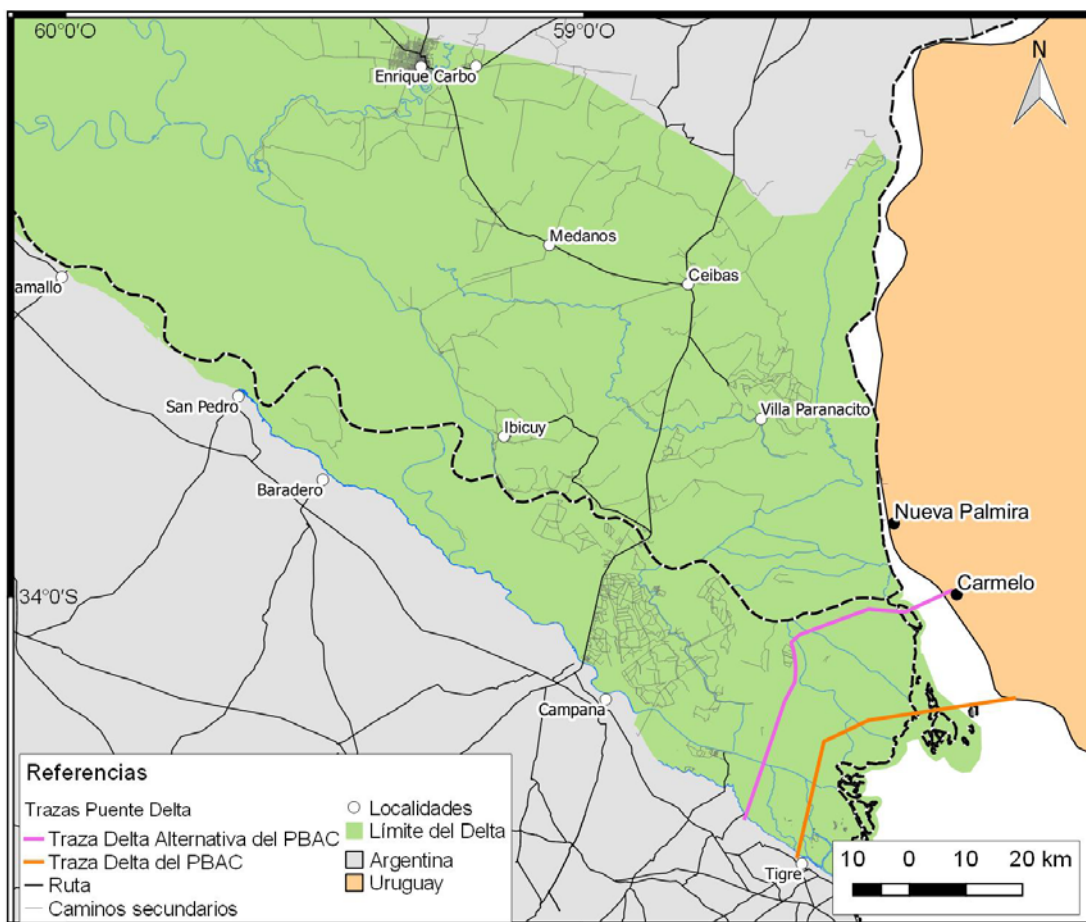 60°0'O
59°0'O
N
Enrique Carbo
Medanos
Ceibas
amallo
San Pedro
Villa Paranacito
Ibicuy
Baradero
Nueva Palmira
34°0'S
Carmelo
Campana
Referencias
Trazas Puente Delta
Traza Delta Alternativa del PBAC
Traza Delta del PBAC
Ruta
Caminos secundarios
Localidades
Límite del Delta
Argentina
Uruguay
Tigre
10 0 10 20 km